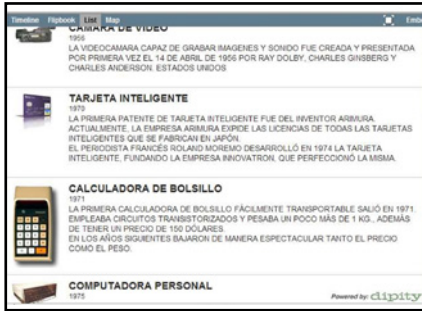 Timeline Flipbook List Map Embe
CÁMARA DE VIDEO
1956
LA VIDEOCAMARA CAPAZ DE GRABAR IMAGENES Y SONIDO FUE CREADA Y PRESENTADA
POR PRIMERA VEZ EL 14 DE ABRIL DE 1956 POR RAY DOLBY, CHARLES GINSBERG Y
CHARLES ANDERSON. ESTADOS UNIDOS
TARJETA INTELIGENTE
1970
LA PRIMERA PATENTE DE TARJETA INTELIGENTE FUE DEL INVENTOR ARIMURA.
ACTUALMENTE, LA EMPRESA ARIMURA EXPIDE LAS LICENCIAS DE TODAS LAS TARJETAS
INTELIGENTES QUE SE FABRICAN EN JAPÓN.
EL PERIODISTA FRANCÉS ROLAND MOREMO DESARROLLÓ EN 1974 LA TARJETA
INTELIGENTE, FUNDANDO LA EMPRESA INNOVATRON, QUE PERFECCIONÓ LA MISMA.
CALCULADORA DE BOLSILLO
1971
LA PRIMERA CALCULADORA DE BOLSILLO FÁCILMENTE TRANSPORTABLE SALIÓ EN 1971.
EMPLEABA CIRCUITOS TRANSISTORIZADOS Y PESABA UN POCO MÁS DE 1 KG., ADEMÁS
DE TENER UN PRECIO DE 150 DÓLARES.
EN LOS AÑOS SIGUIENTES BAJARON DE MANERA ESPECTACULAR TANTO EL PRECIO
COMO EL PESO.
COMPUTADORA PERSONAL
1975
Powered by: dipity